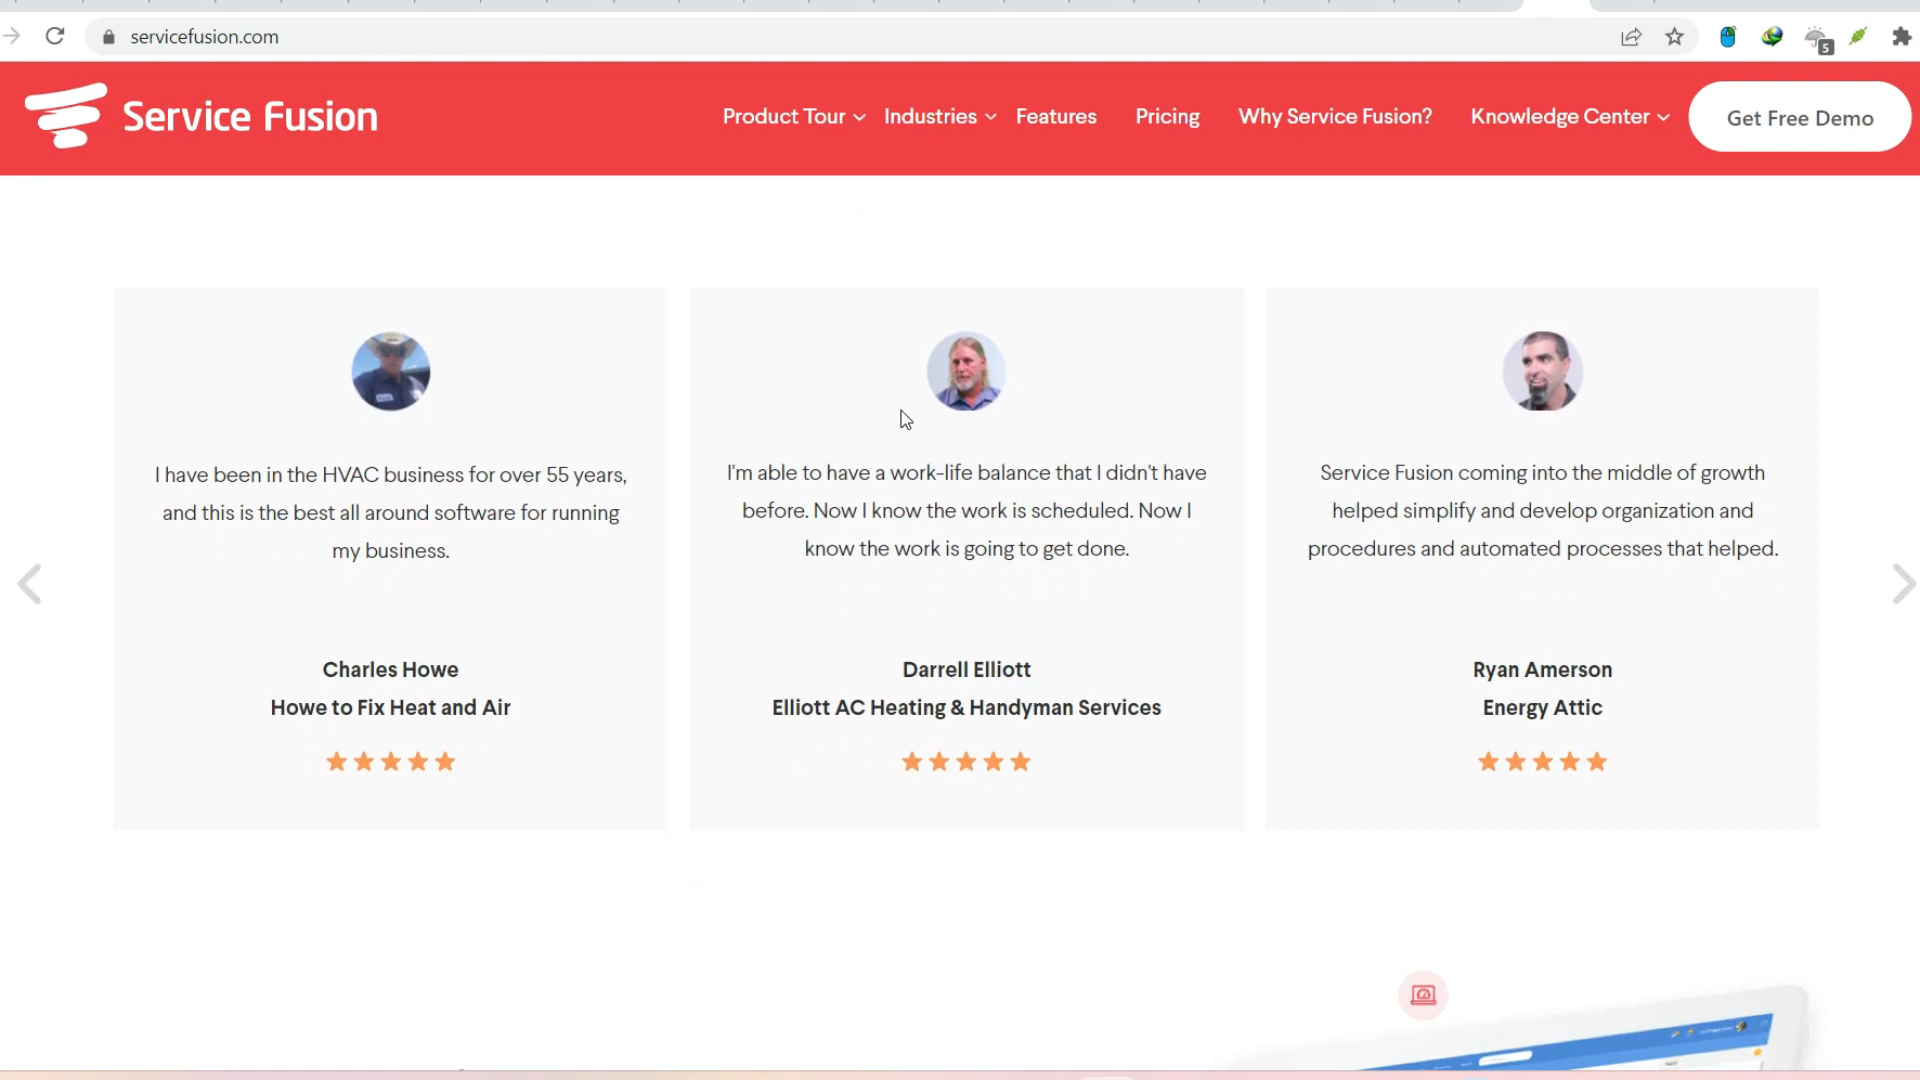 servicefusion.com
5
Service Fusion
Product Tour
Industries
Features
Pricing
Why Service Fusion?
Knowledge Center
Get Free Demo
I have been in the HVAC business for over 55 years,
and this is the best all around software for running
my business.
Charles Howe
Howe to Fix Heat and Air
I'm able to have a work-life balance that I didn't have
before. Now I know the work is scheduled. Now I
know the work is going to get done.
Darrell Elliott
Elliott AC Heating & Handyman Services
Service Fusion coming into the middle of growth
helped simplify and develop organization and
procedures and automated processes that helped.
Ryan Amerson
Energy Attic